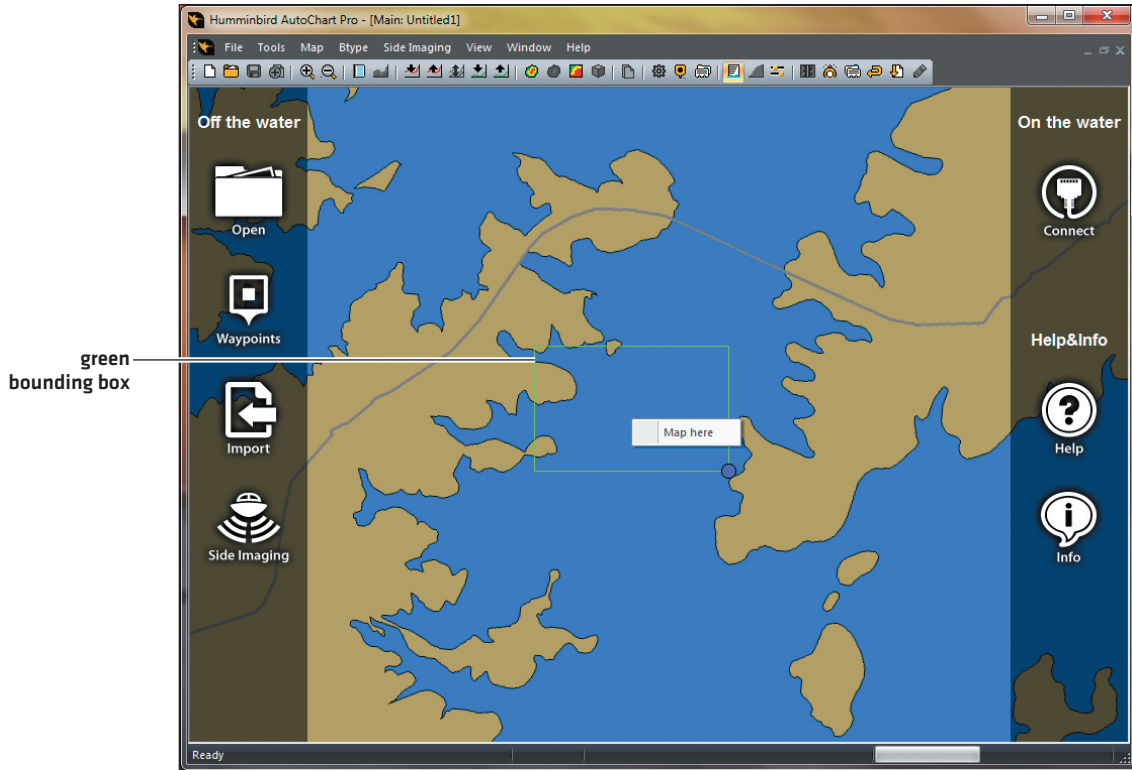 Humminbird AutoChart Pro - [Main: Untitled1]
File Tools Map Btype Side Imaging View Window Help
Off the water
Open
Waypoints
Import
Side Imaging
green
bounding box
Map here
On the water
Connect
Help&Info
Help
Info
Ready